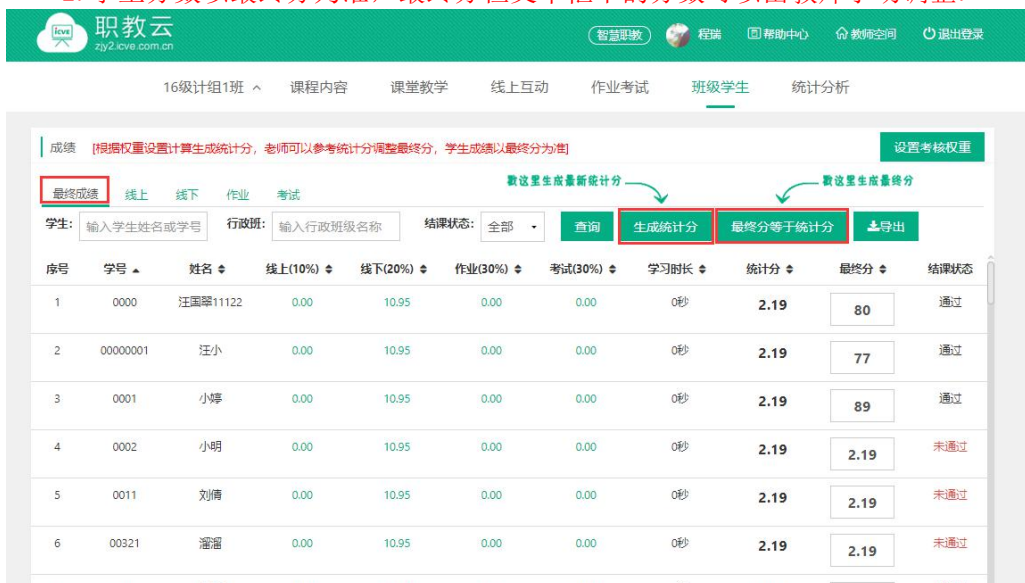 职教云
zjy2.icve.com.cn
icve
智慧职教 程瑞 帮助中心 教师空间 退出登录
16级计组1班 课程内容 课堂教学 线上互动 作业考试 班级学生 统计分析
成绩 [根据权重设置计算生成统计分，老师可以参考统计分调整最终分，学生成绩以最终分为准] 设置考核权重
戳这里生成最新统计分 戳这里生成最终分
最终成绩 线上 线下 作业 考试
学生: 输入学生姓名或学号 行政班: 输入行政班级名称 结课状态: 全部 查询 生成统计分 最终分等于统计分 导出
序号 学号 姓名 线上(10%) 线下(20%) 作业(30%) 考试(30%) 学习时长 统计分 最终分 结课状态
1 0000 汪国翠11122 0.00 10.95 0.00 0.00 0秒 2.19 80 通过
2 00000001 汪小 0.00 10.95 0.00 0.00 0秒 2.19 77 通过
3 0001 小婷 0.00 10.95 0.00 0.00 0秒 2.19 89 通过
4 0002 小明 0.00 10.95 0.00 0.00 0秒 2.19 2.19 未通过
5 0011 刘倩 0.00 10.95 0.00 0.00 0秒 2.19 2.19 未通过
6 00321 溜溜 0.00 10.95 0.00 0.00 0秒 2.19 2.19 未通过